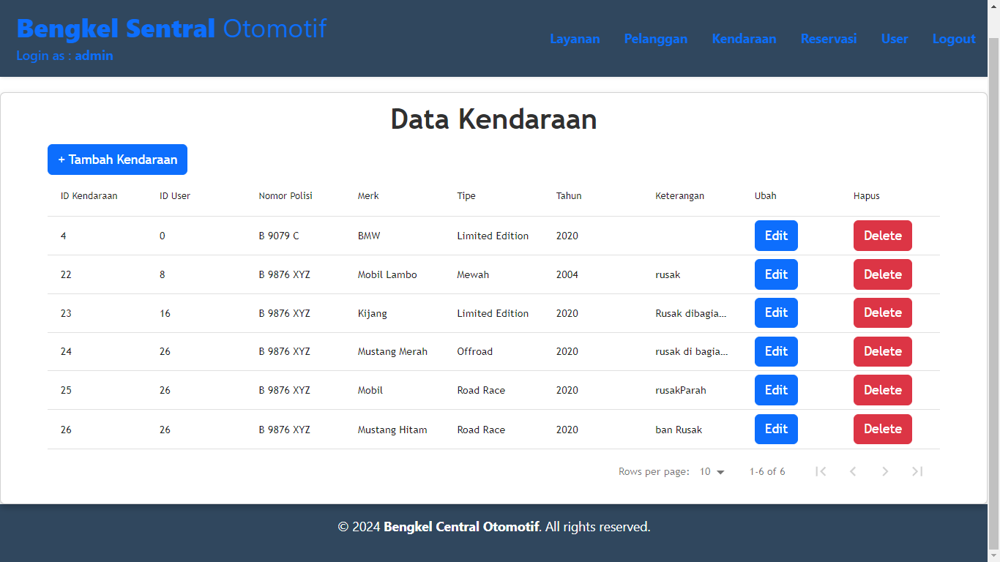 Bengkel Sentral Otomotif
Login as : admin
Layanan Pelanggan Kendaraan Reservasi User Logout
Data Kendaraan
+ Tambah Kendaraan
ID Kendaraan ID User Nomor Polisi Merk Tipe Tahun Keterangan Ubah Hapus
4 0 B 9079 C BMW Limited Edition 2020 Edit Delete
22 8 B 9876 XYZ Mobil Lambo Mewah 2004 rusak Edit Delete
23 16 B 9876 XYZ Kijang Limited Edition 2020 Rusak dibagia... Edit Delete
24 26 B 9876 XYZ Mustang Merah Offroad 2020 rusak di bagia... Edit Delete
25 26 B 9876 XYZ Mobil Road Race 2020 rusakParah Edit Delete
26 26 B 9876 XYZ Mustang Hitam Road Race 2020 ban Rusak Edit Delete
Rows per page: 10 1-6 of 6
© 2024 Bengkel Central Otomotif. All rights reserved.